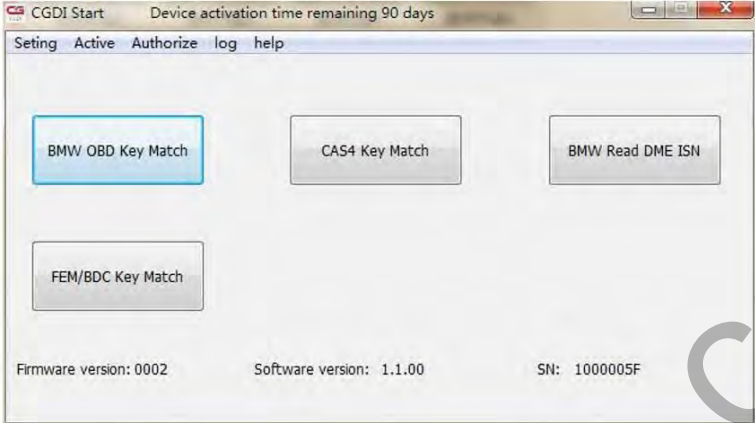 CG CGDI Start Device activation time remaining 90 days
Seting Active Authorize log help
BMW OBD Key Match CAS4 Key Match BMW Read DME ISN
FEM/BDC Key Match
Firmware version: 0002 Software version: 1.1.00 SN: 1000005F